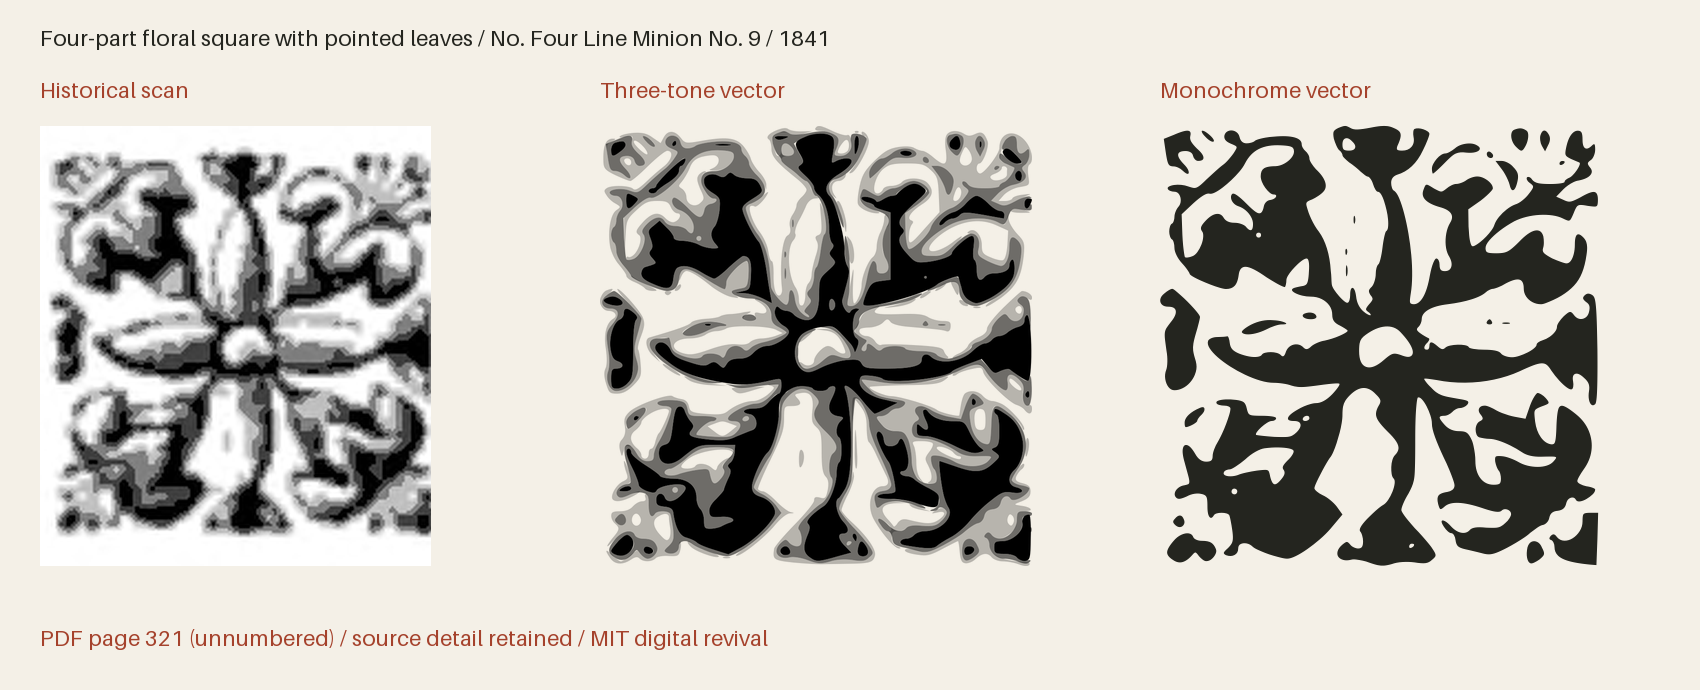 Four-part floral square with pointed leaves / No. Four Line Minion No. 9 / 1841
Historical scan
Three-tone vector
Monochrome vector
PDF page 321 (unnumbered) / source detail retained / MIT digital revival